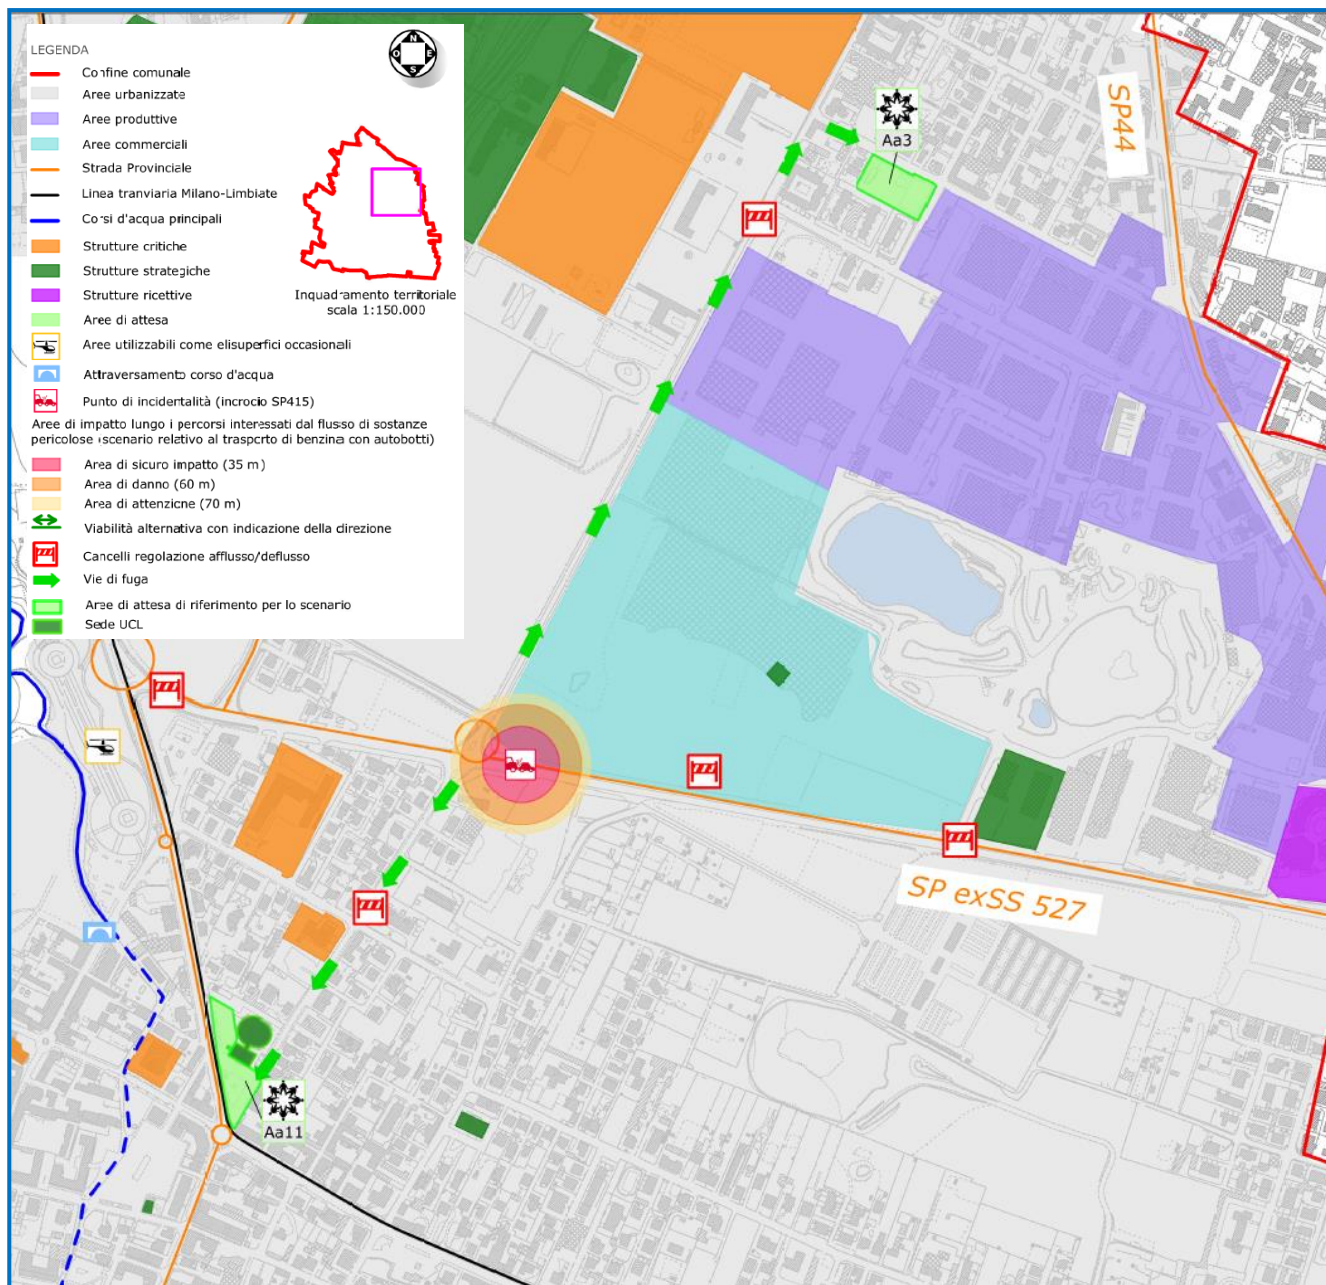 LEGENDA
N
O E
S
Confine comunale
Aree urbanizzate
Aree produttive
Aree commerciali
Strada Provinciale
Linea tranviaria Milano-Limbiate
Corsi d'acqua principali
Strutture critiche
Strutture strategiche
Strutture ricettive
Aree di attesa
Aree utilizzabili come elisuperfici occasionali
Attraversamento corso d'acqua
Punto di incidentalità (incrocio SP415)
Aree di impatto lungo i percorsi interessati dal flusso di sostanze
pericolose (scenario relativo al trasporto di benzina con autobotti)
Area di sicuro impatto (35 m)
Area di danno (60 m)
Area di attenzione (70 m)
Viabilità alternativa con indicazione della direzione
Cancelli regolazione afflusso/deflusso
Vie di fuga
Aree di attesa di riferimento per lo scenario
Sede UCL
Inquadramento territoriale
scala 1:150.000
Aa3
SP44
SP exSS 527
Aa11